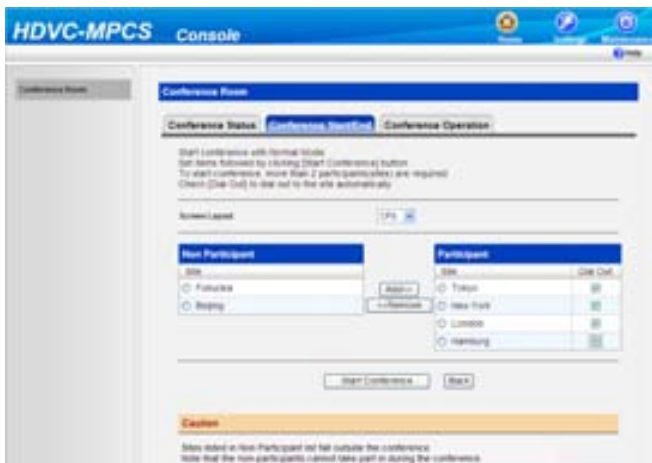 HDVC-MPCS Console
Home Settings Maintenance
Help
Conference Room
Conference Room
Conference Status Conference Start/End Conference Operation
Start conference with Normal Mode.
Set items followed by clicking [Start Conference] button.
To start conference, more than 2 participants(sites) are required.
Check [Dial Out] to dial out to the site automatically.
Screen Layout
Non Participant
Site
Fukuoka
Beijing
Add>>
<<Remove
Participant
Site Dial Out
Tokyo
New York
London
Hamburg
Start Conference Back
Caution
Sites listed in Non Participant list fall outside the conference.
Note that the non-participants cannot take part in during the conference.